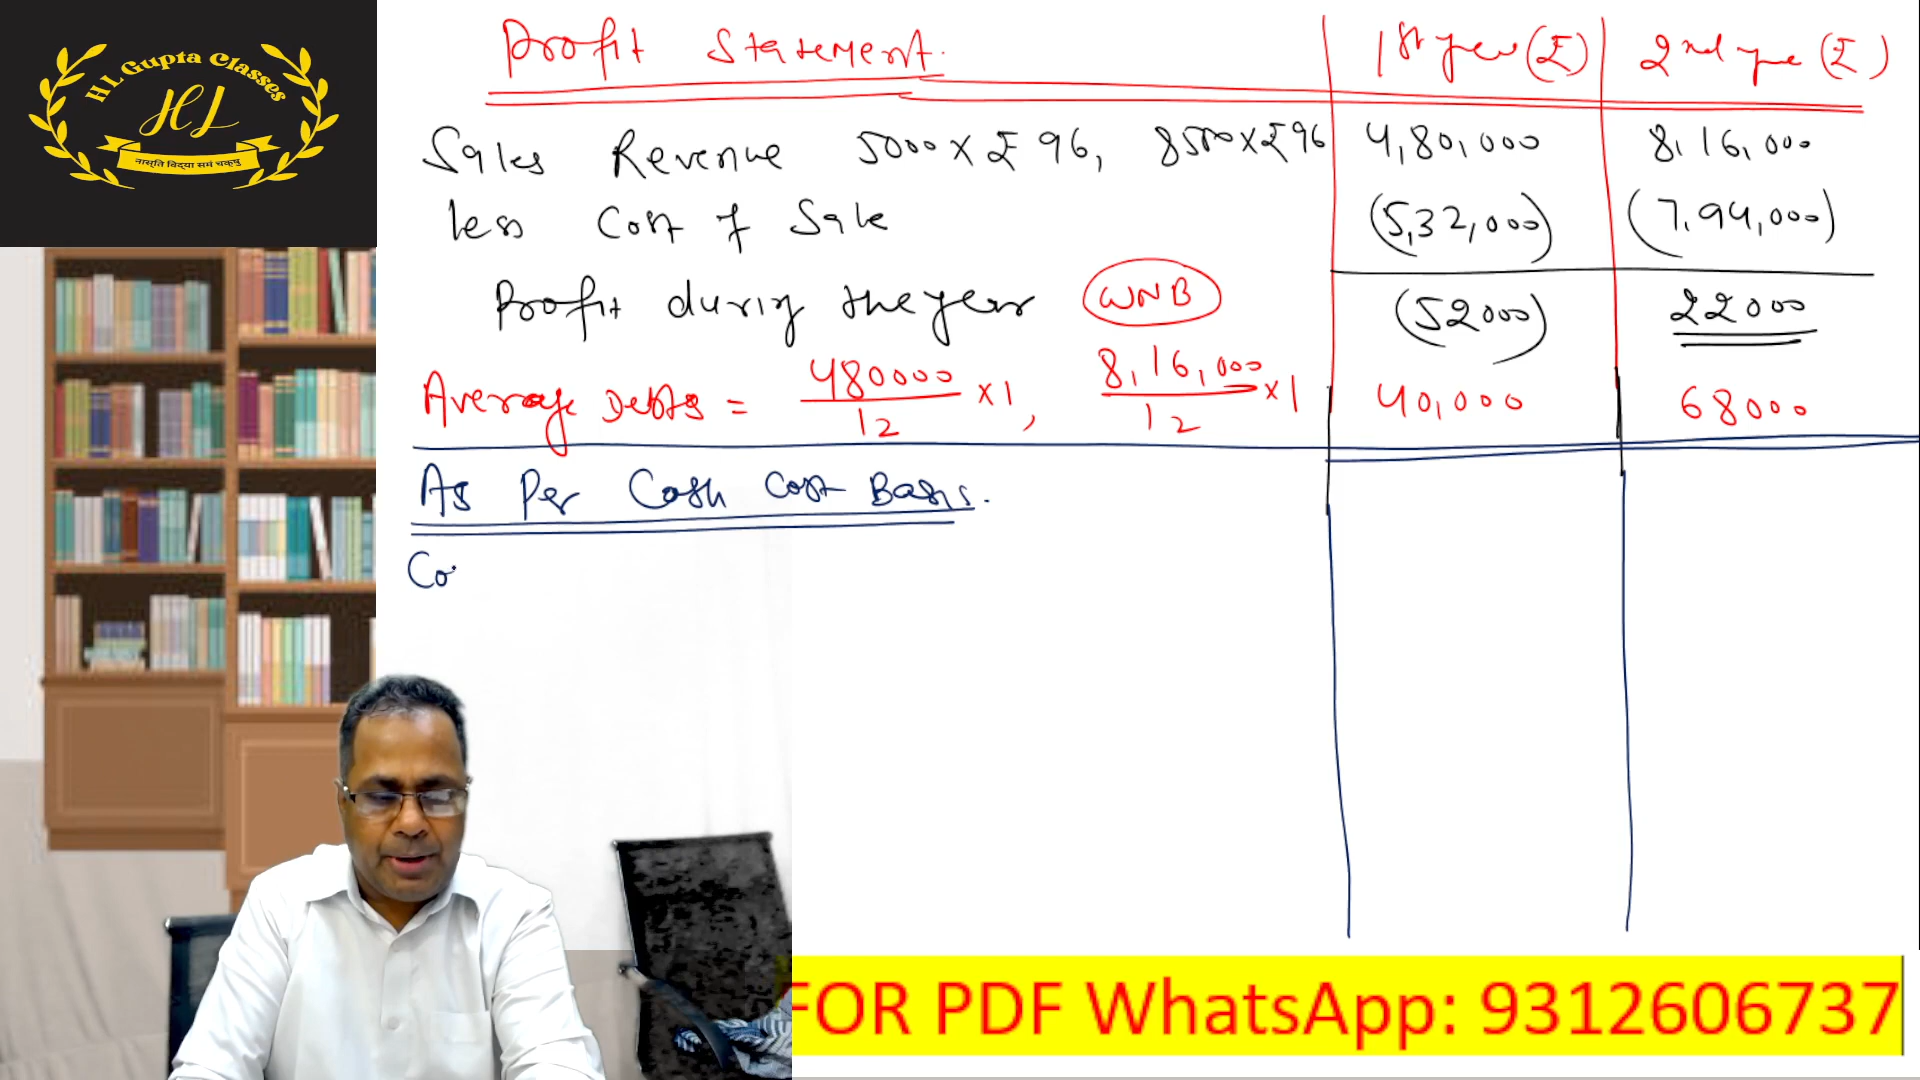 HL Gupta Classes
HL
नास्ति विद्या समं चक्षु
Profit Statement. 1st year (₹) 2nd year (₹)
Sales Revenue 5000 x ₹ 96, 8500 x ₹ 96 4,80,000 8,16,000
less Cost of Sale (5,32,000) (7,94,000)
Profit during the year WNB (52000) 22000
Average Debts = 480000/12 x 1, 8,16,000/12 x 1 40,000 68000
As Per Cash Cost Basis.
Co
FOR PDF WhatsApp: 9312606737